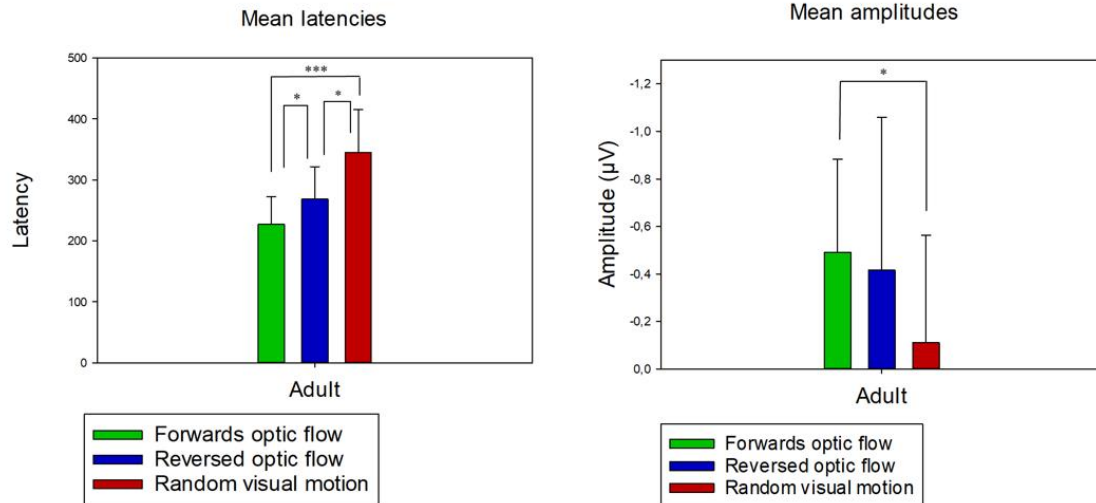 Mean latencies
500
400
300
200
100
0
Latency
***
*
*
Adult
Forwards optic flow
Reversed optic flow
Random visual motion
Mean amplitudes
-1,2
-1,0
-0,8
-0,6
-0,4
-0,2
0,0
Amplitude (µV)
*
Adult
Forwards optic flow
Reversed optic flow
Random visual motion